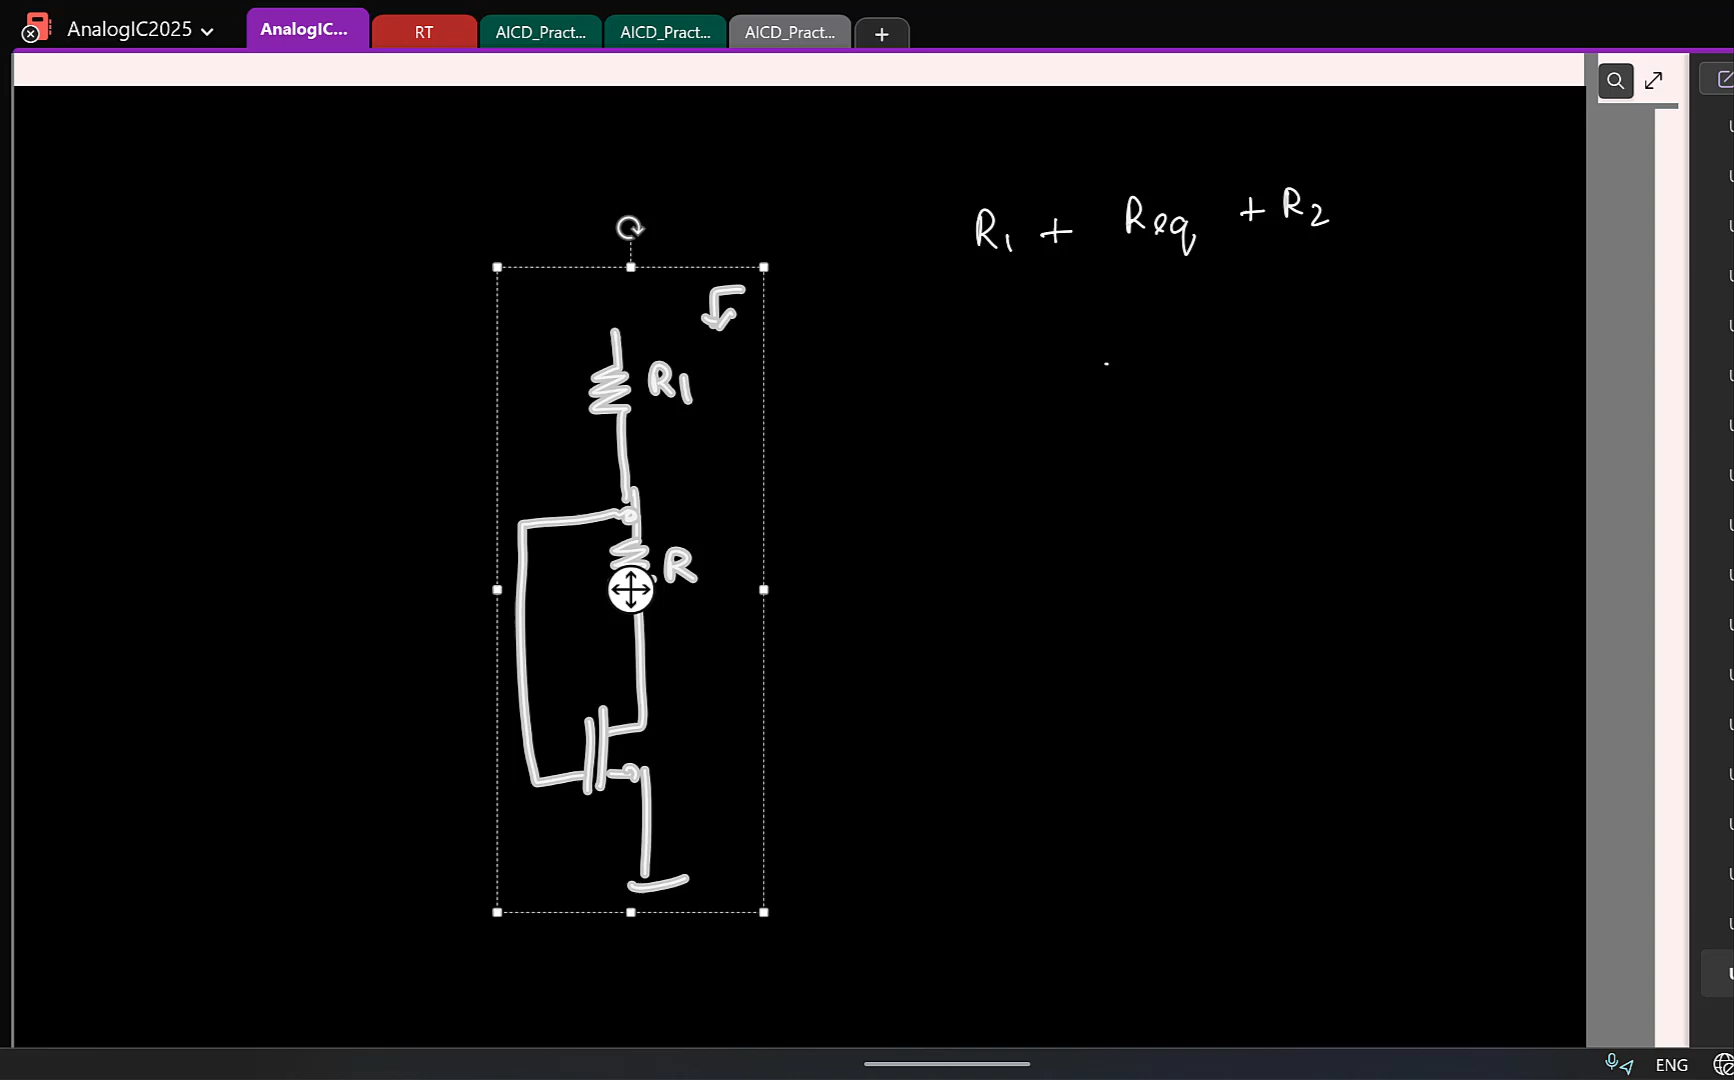 AnalogIC2025
AnalogIC... RT AICD_Pract... AICD_Pract... AICD_Pract... +
R1 + Req + R2
R1
R
ENG